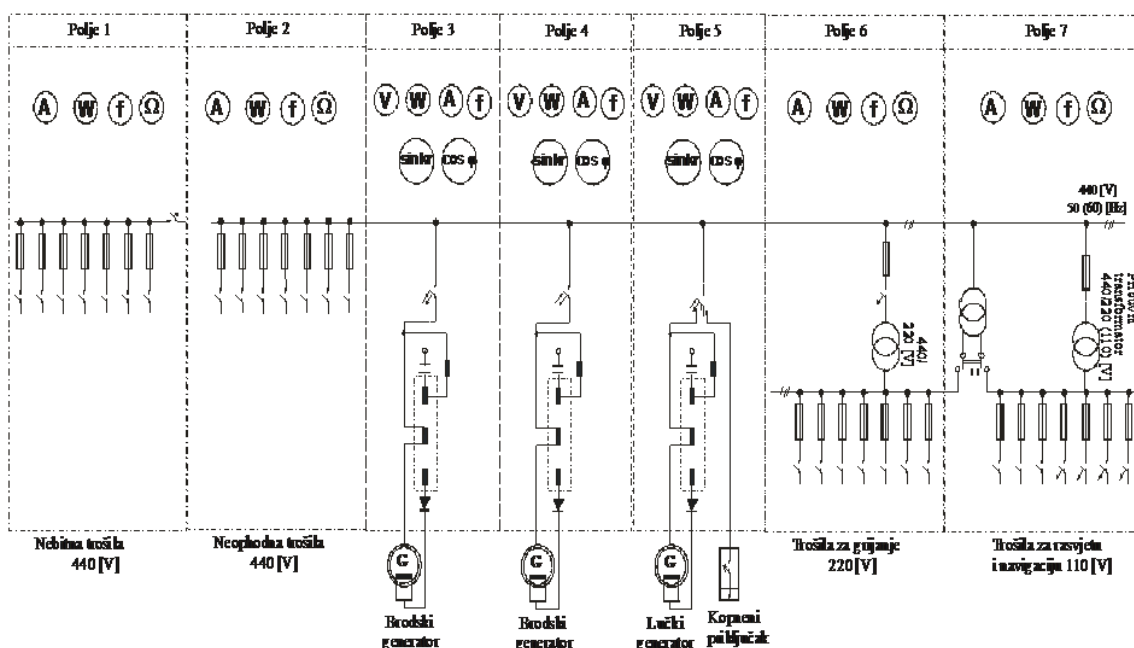 Polje 1
Polje 2
Polje 3
Polje 4
Polje 5
Polje 6
Polje 7
A W f Ω
A W f Ω
V W A f
V W A f
V W A f
A W f Ω
A W f Ω
sinkr cos φ
sinkr cos φ
sinkr cos φ
440 [V]
50 (60) [Hz]
440/
220 [V]
transformator
440/220 (110) [V]
Nebitna trošila
440 [V]
Neophodna trošila
440 [V]
G
Brodski
generator
G
Brodski
generator
G
Lučki
generator
Kopneni
priključak
Trošila za grijanje
220 [V]
Trošila za rasvjetu
i navigaciju 110 [V]